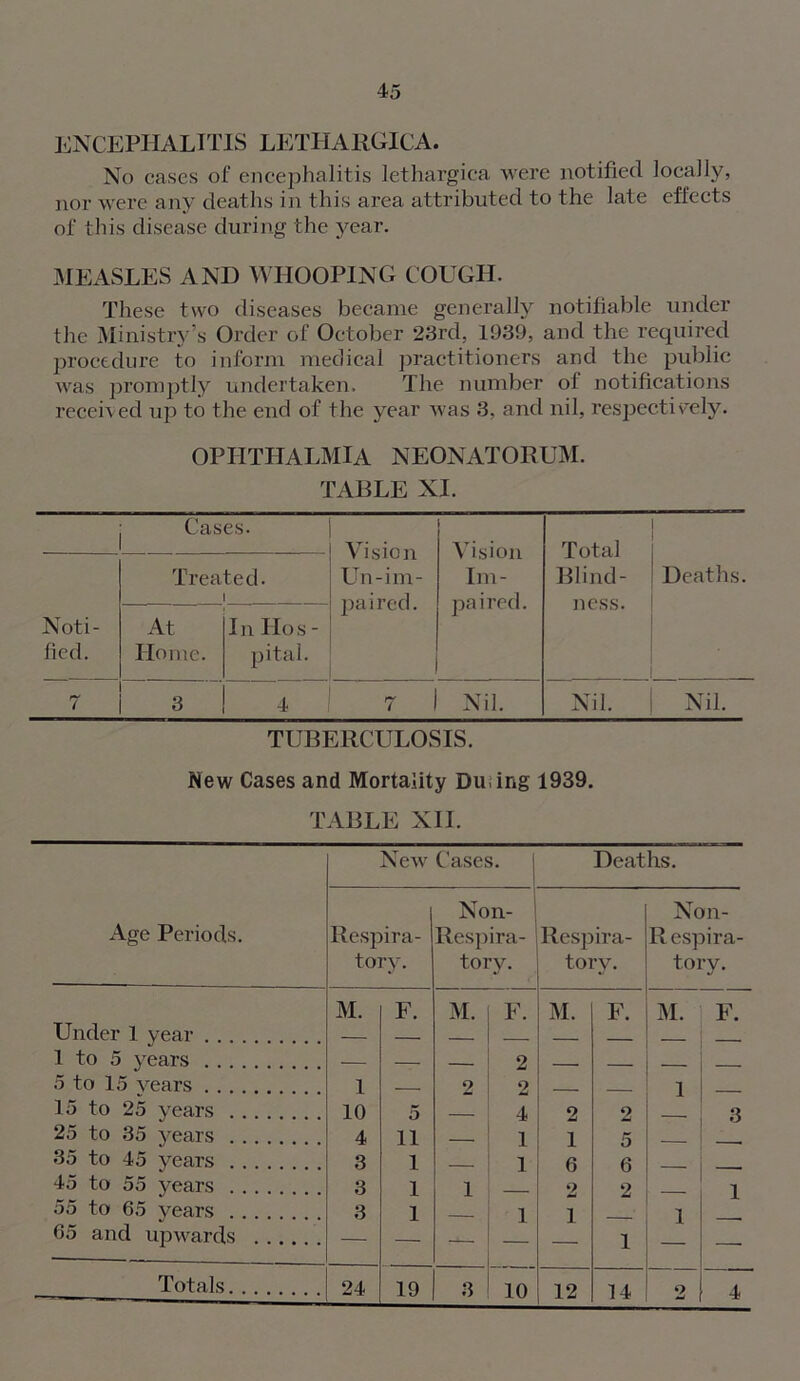 45
ENCEPHALITIS LETHARGICA.
No cases of encephalitis lethargica were notified locally,
nor were any deaths in this area attributed to the late effects
of this disease during the year.
MEASLES AND WHOOPING COUGH.
These two diseases became generally notifiable under
the Ministry's Order of October 23rd, 1939, and the required
procedure to inform medical practitioners and the public
was promptly undertaken. The number of notifications
received up to the end of the year was 3, and nil, respectively.
OPHTHALMIA NEONATORUM.
TABLE XI.
Noti-fied. | Cases. Treated. At Home. | Cases. Treated. In Hos-pital. | Vision Un-im-paired. | Vision Im-paired. | Total Blind-ness. | Deaths.
7 | 3 | 4 | 7 | Nil. | Nil. | Nil.
TUBERCULOSIS.
New Cases and Mortality Du.ing 1939.
TABLE XII.
New Cases. Deaths.
Age Periods. Respira-tory. Non-Respira-tory. Respira-tory. Non-Respira-tory.
M. F. M. F. M. F. M. F.
Under 1 year .......... — — — — — — — —
1 to 5 years .......... — — — 2 — — — —
5 to 15 years .......... 1 — 2 2 — — 1 —
15 to 25 years ........ 10 5 — 4 2 2 — 3
25 to 35 years ........ 4 11 — 1 1 5 — —
35 to 45 years ........ 3 1 — 1 6 6 — —
45 to 55 years ........ 3 1 1 — 2 2 — 1
55 to 65 years ........ 3 1 — 1 1 — 1 —
65 and upwards ...... — — — — — 1 — —
Totals......... 24 19 3 10 12 14 2 4